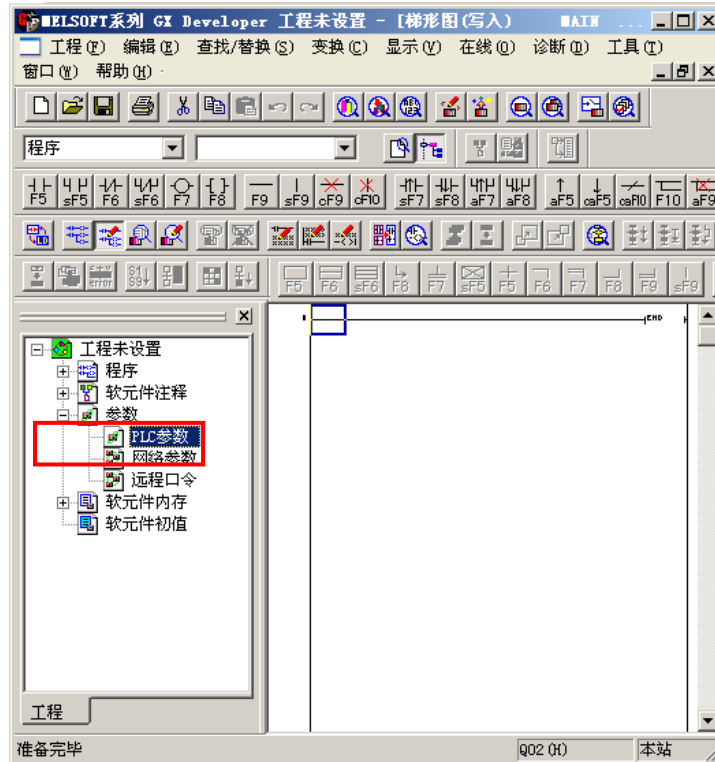 MELSOFT系列 GX Developer 工程未设置 - [梯形图(写入) MAIN ...
工程(F) 编辑(E) 查找/替换(S) 变换(C) 显示(V) 在线(O) 诊断(D) 工具(T)
窗口(W) 帮助(H)
程序
F5 sF5 F6 sF6 F7 F8 F9 sF9 cF9 cF10 sF7 sF8 aF7 aF8 aF5 caF5 caF10 F10 aF9
error S1 S9
F5 F6 sF6 F8 F7 sF5 F5 F6 F7 F8 F9 sF9
END
工程未设置
程序
软元件注释
参数
PLC参数
网络参数
远程口令
软元件内存
软元件初值
工程
准备完毕 Q02(H) 本站